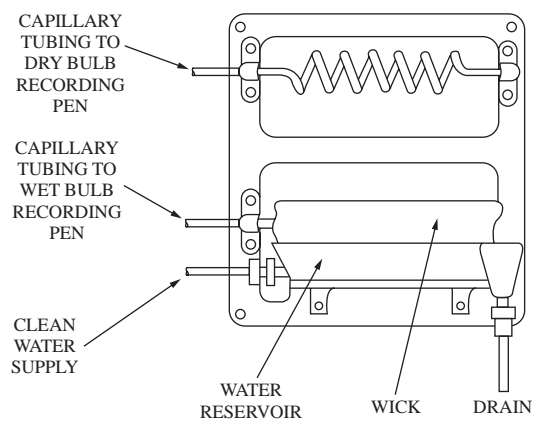 CAPILLARY
TUBING TO
DRY BULB
RECORDING
PEN
CAPILLARY
TUBING TO
WET BULB
RECORDING
PEN
CLEAN
WATER
SUPPLY
WATER
RESERVOIR
WICK
DRAIN